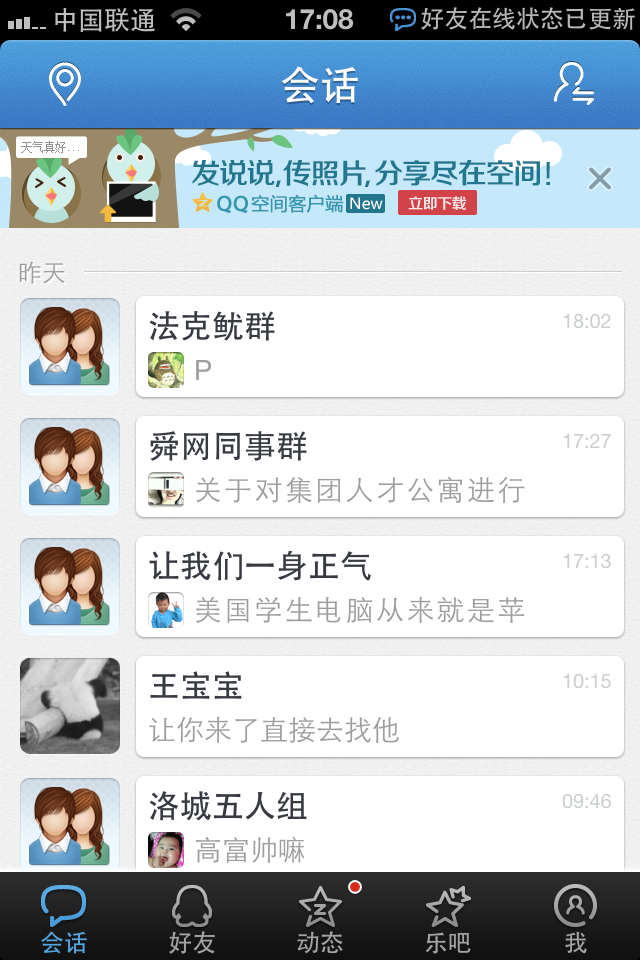 中国联通 17:08 好友在线状态已更新
会话
天气真好...
发说说,传照片,分享尽在空间!
QQ空间客户端 New 立即下载
昨天
法克鱿群 18:02
P
舜网同事群 17:27
关于对集团人才公寓进行
让我们一身正气 17:13
美国学生电脑从来就是苹
王宝宝 10:15
让你来了直接去找他
洛城五人组 09:46
高富帅嘛
会话 好友 动态 乐吧 我